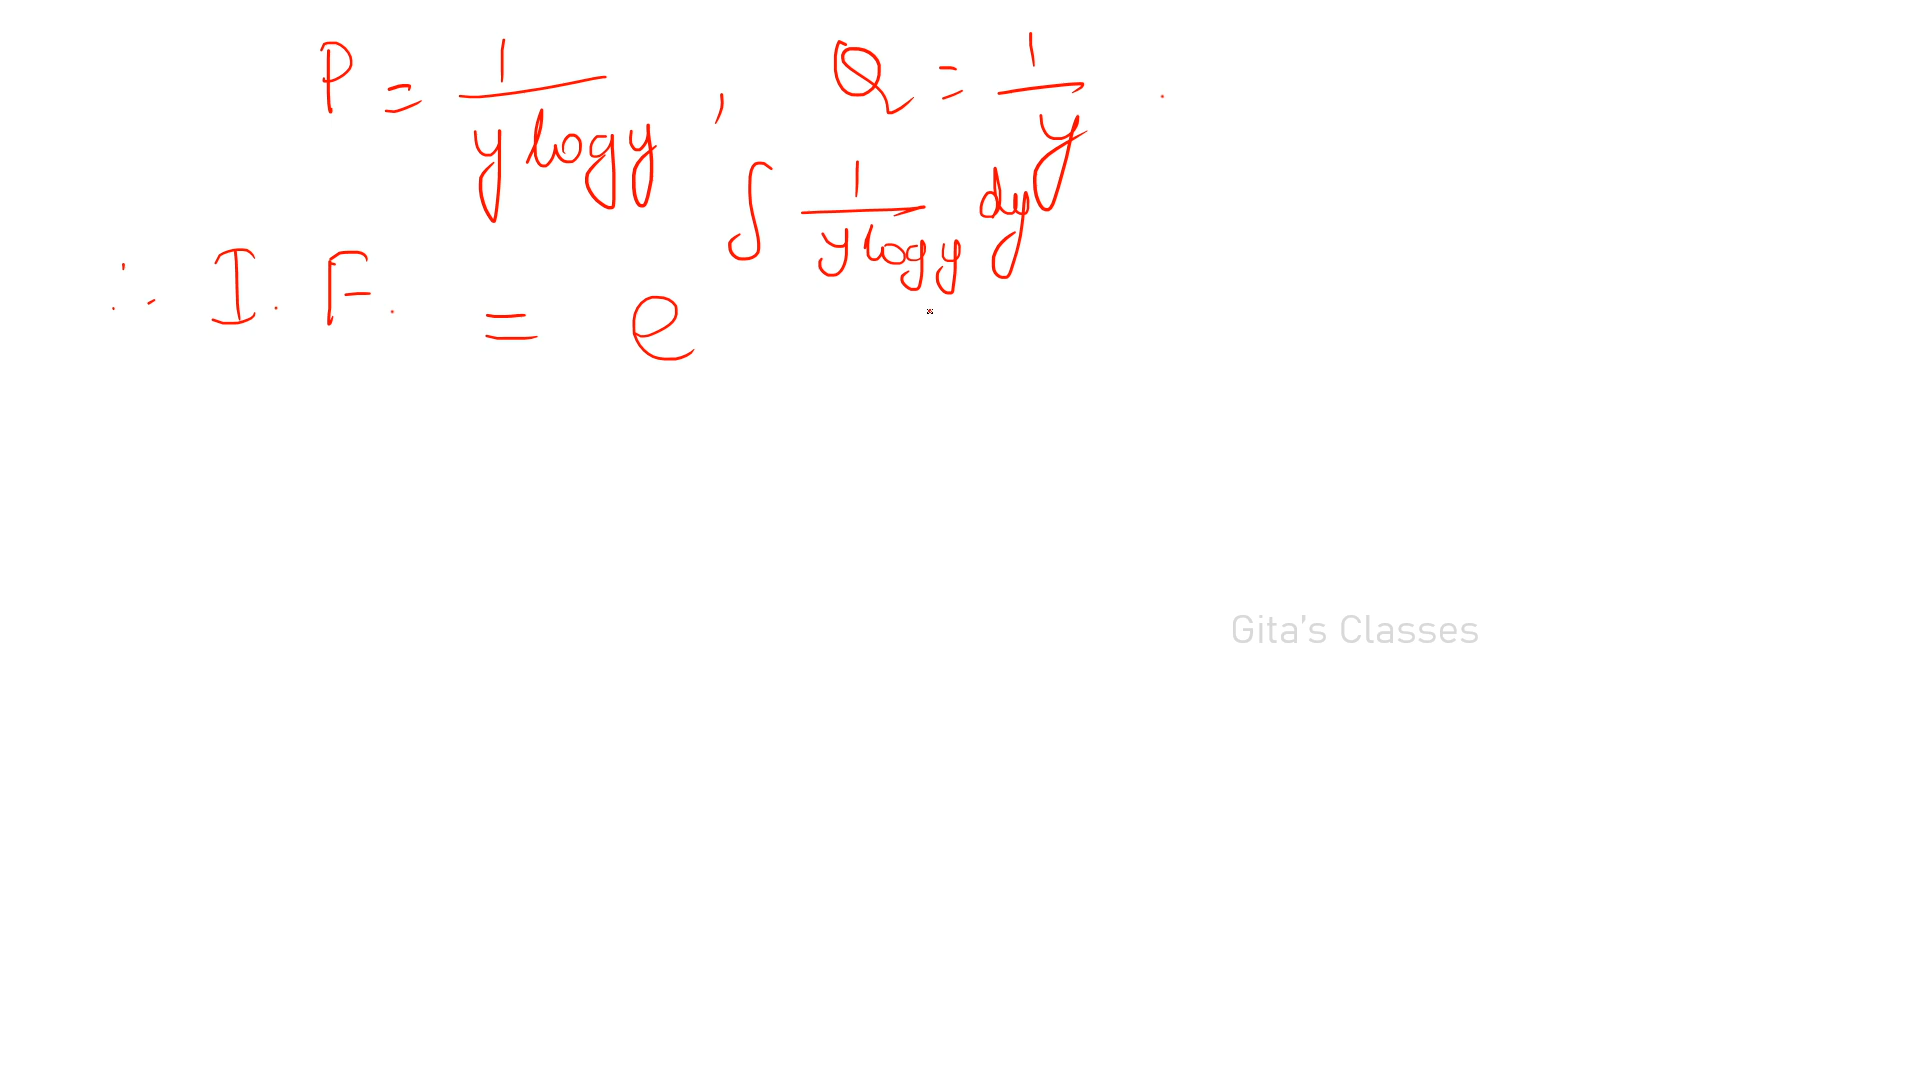 P = 1/(y log y) , Q = 1/y .
∴ I.F. = e^(∫ 1/(y log y) dy)
Gita's Classes